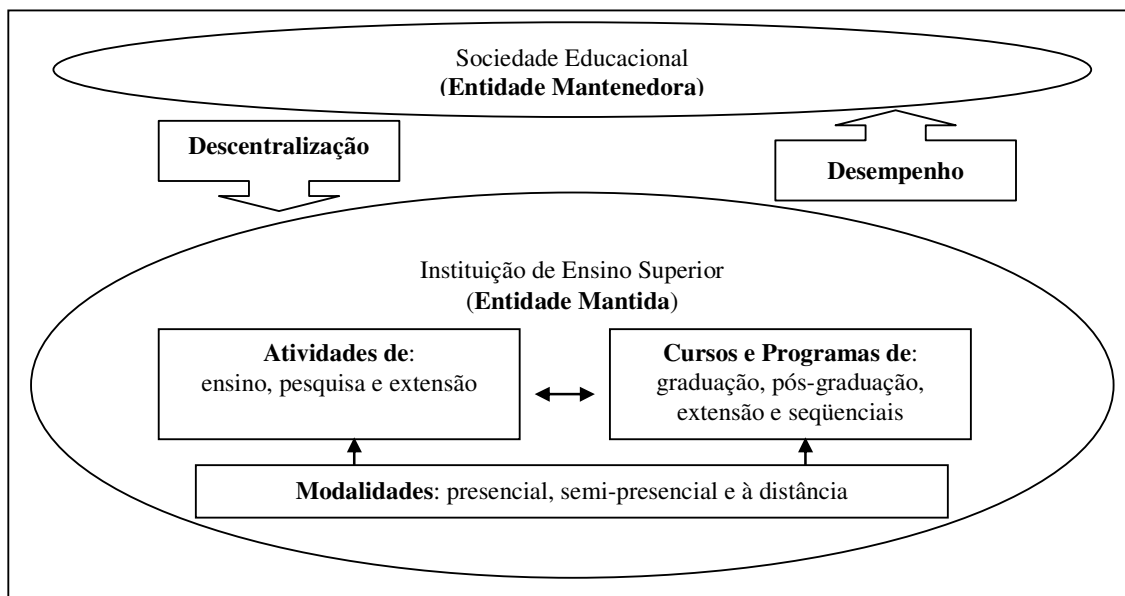 Sociedade Educacional
(Entidade Mantenedora)
Descentralização
Desempenho
Instituição de Ensino Superior
(Entidade Mantida)
Atividades de:
ensino, pesquisa e extensão
Cursos e Programas de:
graduação, pós-graduação,
extensão e seqüenciais
Modalidades: presencial, semi-presencial e à distância